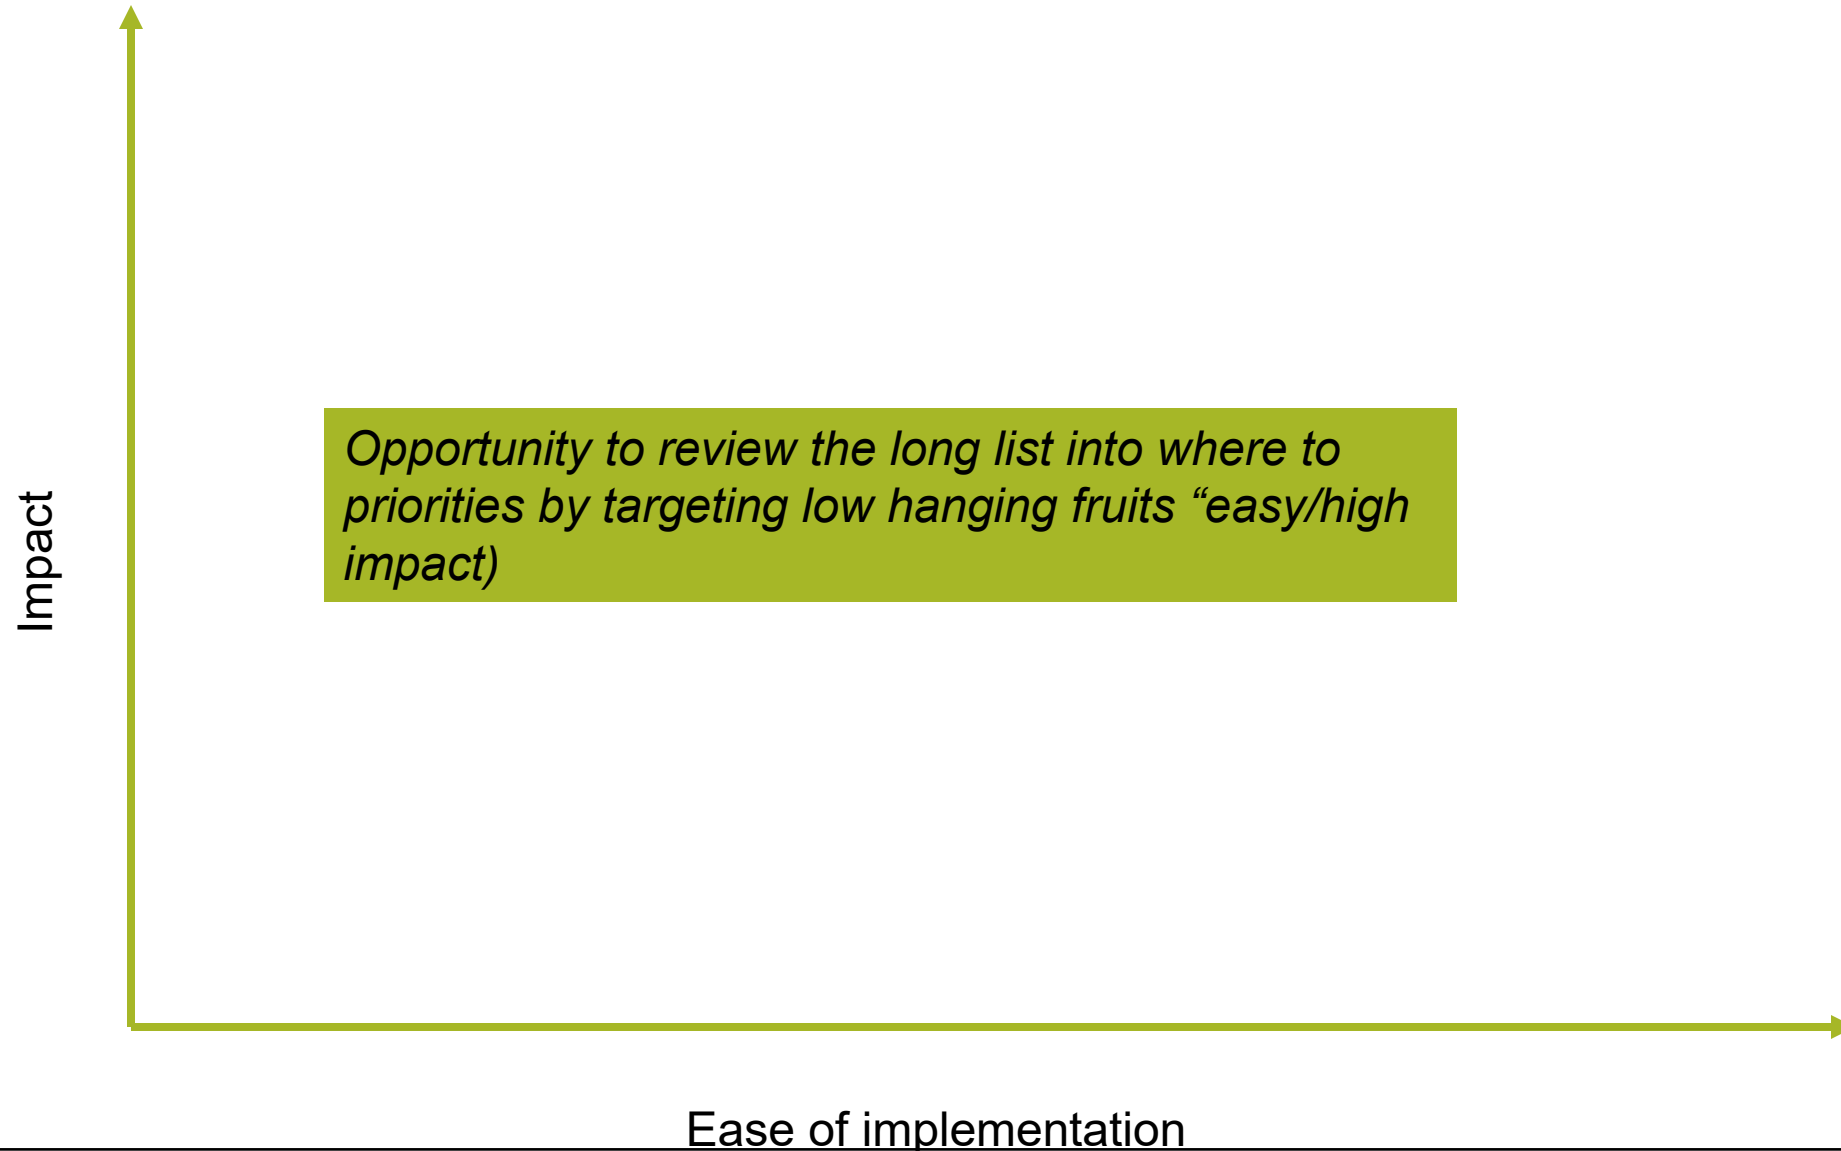 Impact
Opportunity to review the long list into where to
priorities by targeting low hanging fruits “easy/high
impact)
Ease of implementation